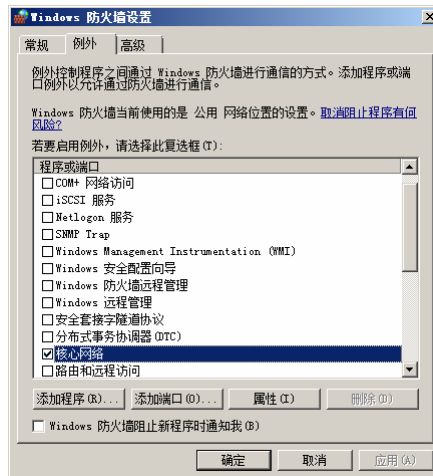 Windows 防火墙设置
常规 例外 高级
例外控制程序之间通过 Windows 防火墙进行通信的方式。添加程序或端
口例外以允许通过防火墙进行通信。
Windows 防火墙当前使用的是 公用 网络位置的设置。取消阻止程序有何
风险?
若要启用例外，请选择此复选框(T):
程序或端口
COM+ 网络访问
iSCSI 服务
Netlogon 服务
SNMP Trap
Windows Management Instrumentation (WMI)
Windows 安全配置向导
Windows 防火墙远程管理
Windows 远程管理
安全套接字隧道协议
分布式事务协调器(DTC)
核心网络
路由和远程访问
添加程序(R)... 添加端口(O)... 属性(I) 删除(D)
Windows 防火墙阻止新程序时通知我(B)
确定 取消 应用(A)